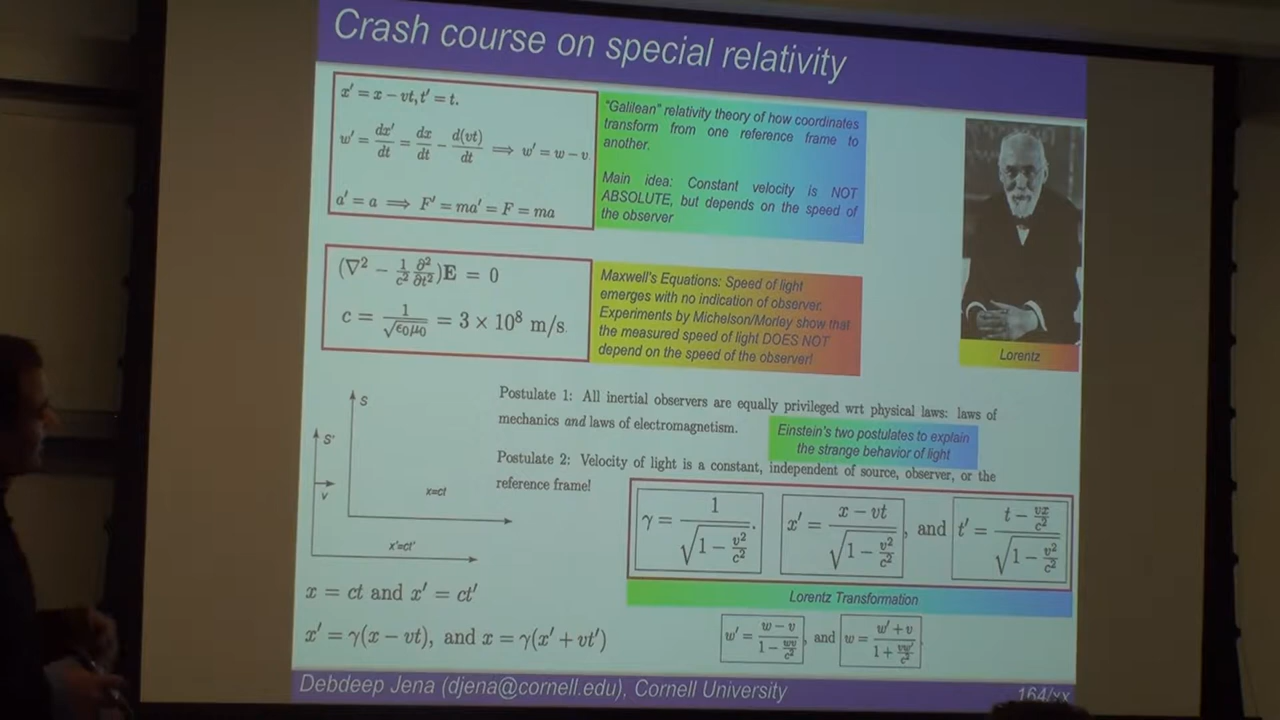 Crash course on special relativity
x′ = x − vt, t′ = t.
w′ = dx′/dt = dx/dt − d(vt)/dt ⟹ w′ = w − v.
a′ = a ⟹ F′ = ma′ = F = ma
"Galilean" relativity theory of how coordinates
transform from one reference frame to
another.
Main idea: Constant velocity is NOT
ABSOLUTE, but depends on the speed of
the observer
(∇² − 1/c² ∂²/∂t²)E = 0
c = 1/√(ε₀μ₀) = 3 × 10⁸ m/s.
Maxwell's Equations: Speed of light
emerges with no indication of observer.
Experiments by Michelson/Morley show that
the measured speed of light DOES NOT
depend on the speed of the observer!
Lorentz
S
S'
v
x=ct
x'=ct'
Postulate 1: All inertial observers are equally privileged wrt physical laws: laws of
mechanics and laws of electromagnetism.
Einstein's two postulates to explain
the strange behavior of light
Postulate 2: Velocity of light is a constant, independent of source, observer, or the
reference frame!
γ = 1/√(1 − v²/c²).
x′ = (x − vt)/√(1 − v²/c²), and t′ = (t − vx/c²)/√(1 − v²/c²)
Lorentz Transformation
x = ct and x′ = ct′
x′ = γ(x − vt), and x = γ(x′ + vt′)
w′ = (w − v)/(1 − wv/c²), and w = (w′ + v)/(1 + vw′/c²)
Debdeep Jena (djena@cornell.edu), Cornell University
164/xx